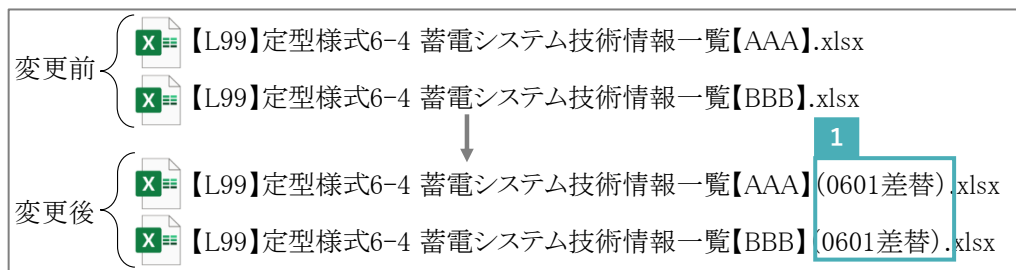 【L99】定型様式6-4 蓄電システム技術情報一覧【AAA】.xlsx
変更前
【L99】定型様式6-4 蓄電システム技術情報一覧【BBB】.xlsx
1
【L99】定型様式6-4 蓄電システム技術情報一覧【AAA】(0601差替).xlsx
変更後
【L99】定型様式6-4 蓄電システム技術情報一覧【BBB】(0601差替).xlsx